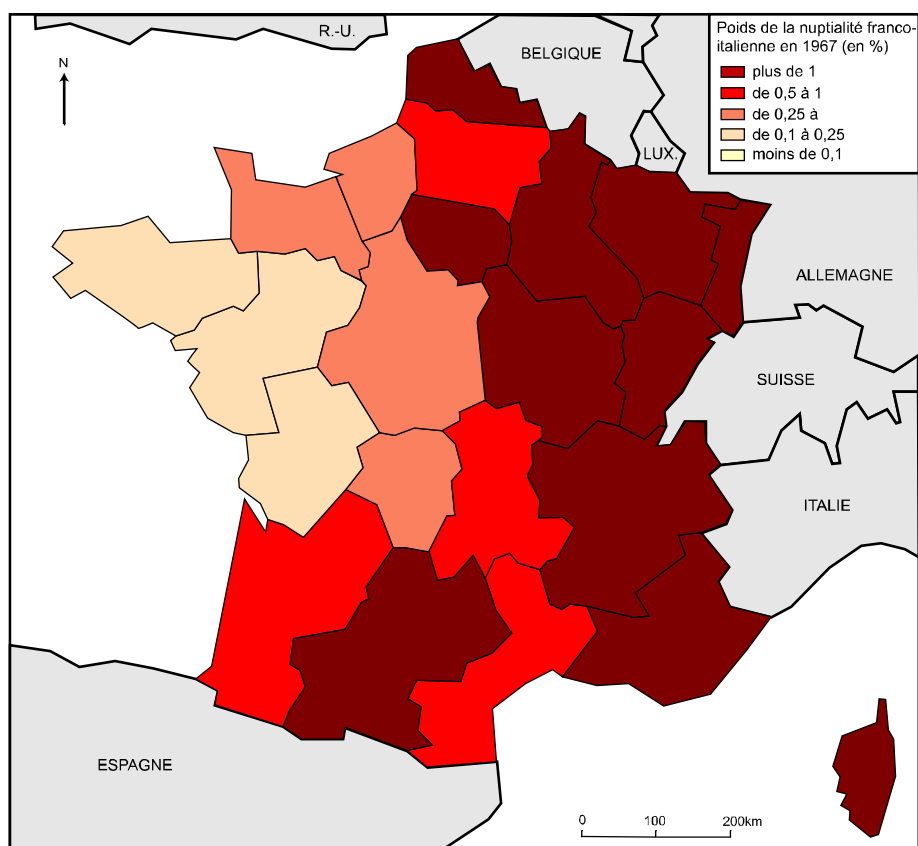 R.-U.
BELGIQUE
Poids de la nuptialité franco-
italienne en 1967 (en %)
plus de 1
de 0,5 à 1
de 0,25 à
de 0,1 à 0,25
moins de 0,1
N
LUX.
ALLEMAGNE
SUISSE
ITALIE
ESPAGNE
0 100 200km